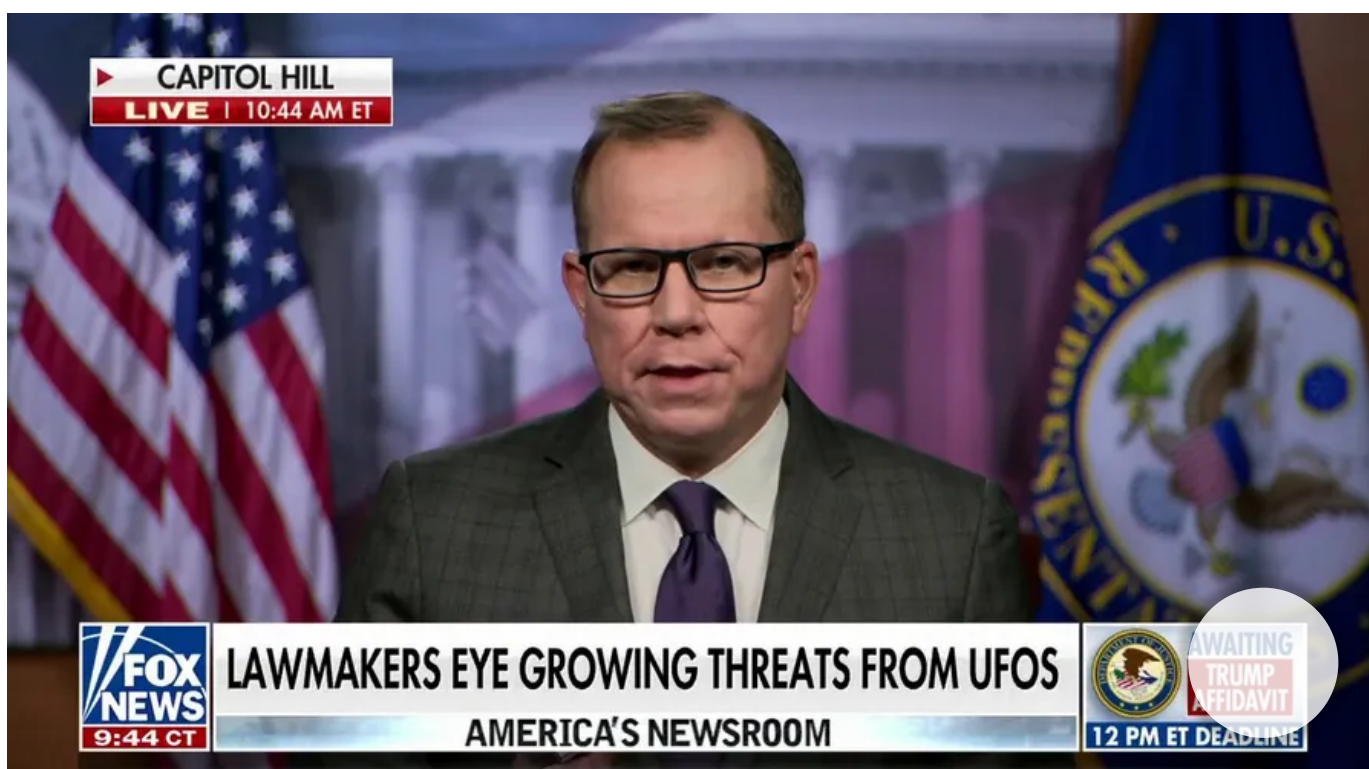 CAPITOL HILL
LIVE | 10:44 AM ET
U.S.
REPRESENTA
FOX
NEWS
9:44 CT
LAWMAKERS EYE GROWING THREATS FROM UFOS
AMERICA'S NEWSROOM
AWAITING
TRUMP
AFFIDAVIT
12 PM ET DEADLINE